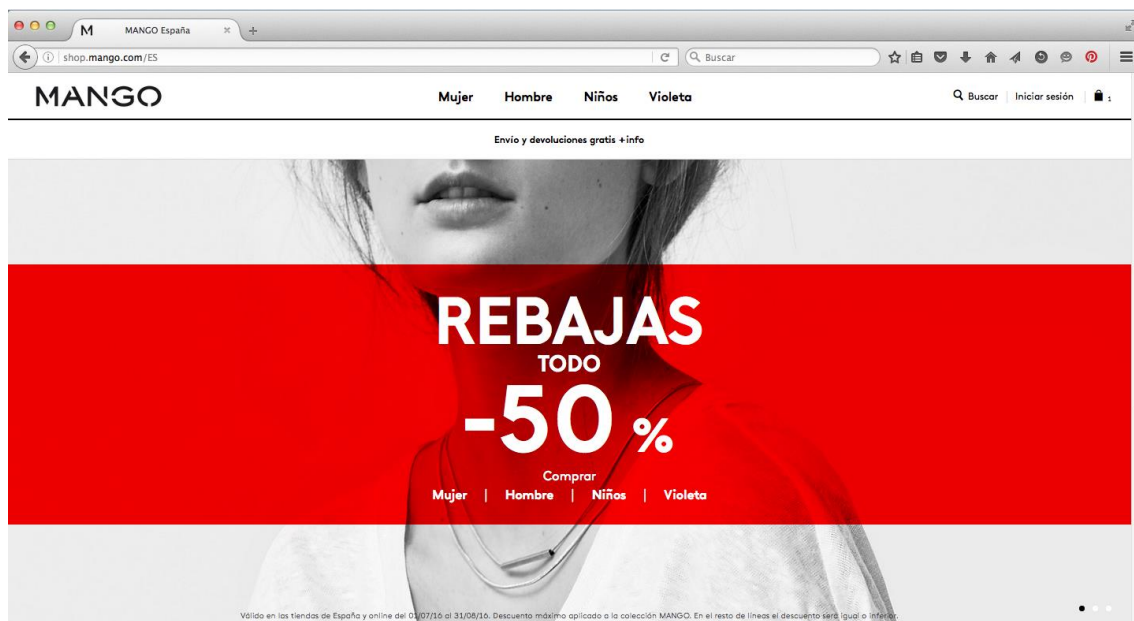 M MANGO España
shop.mango.com/ES
Buscar
MANGO
Mujer Hombre Niños Violeta
Buscar Iniciar sesión 1
Envío y devoluciones gratis +info
REBAJAS
TODO
-50 %
Comprar
Mujer | Hombre | Niños | Violeta
Válido en las tiendas de España y online del 01/07/16 al 31/08/16. Descuento máximo aplicado a la colección MANGO. En el resto de líneas el descuento será igual o inferior.